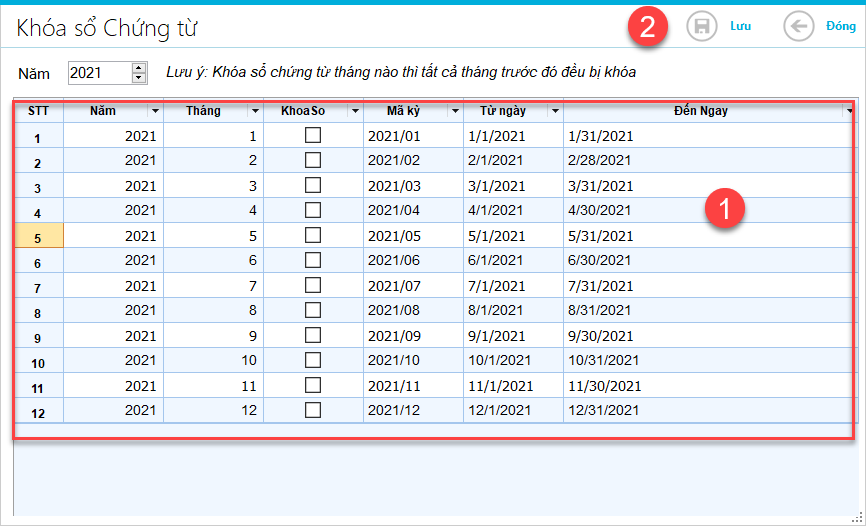 Khóa sổ Chứng từ 2 Lưu Đóng
Năm 2021 Lưu ý: Khóa sổ chứng từ tháng nào thì tất cả tháng trước đó đều bị khóa
STT Năm Tháng KhoaSo Mã kỳ Từ ngày Đến Ngay
1 2021 1 2021/01 1/1/2021 1/31/2021
2 2021 2 2021/02 2/1/2021 2/28/2021
3 2021 3 2021/03 3/1/2021 3/31/2021
4 2021 4 2021/04 4/1/2021 4/30/2021 1
5 2021 5 2021/05 5/1/2021 5/31/2021
6 2021 6 2021/06 6/1/2021 6/30/2021
7 2021 7 2021/07 7/1/2021 7/31/2021
8 2021 8 2021/08 8/1/2021 8/31/2021
9 2021 9 2021/09 9/1/2021 9/30/2021
10 2021 10 2021/10 10/1/2021 10/31/2021
11 2021 11 2021/11 11/1/2021 11/30/2021
12 2021 12 2021/12 12/1/2021 12/31/2021